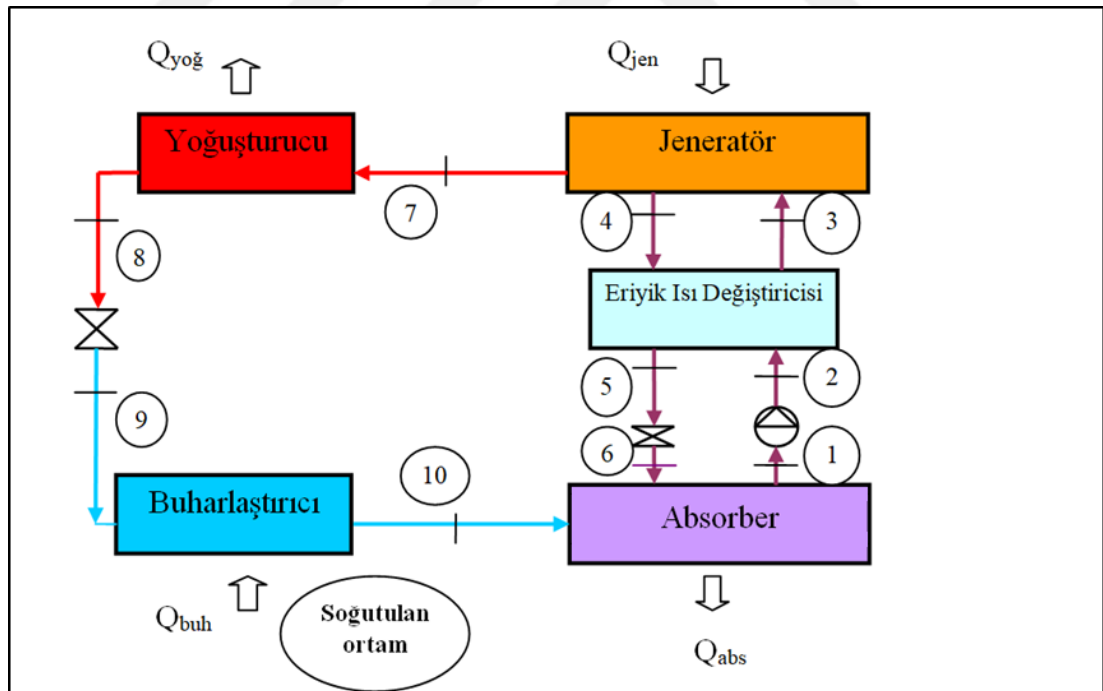 Qyoğ
Qjen
Yoğuşturucu
Jeneratör
7
4
3
8
Eriyik Isı Değiştiricisi
5
2
9
6
1
10
Buharlaştırıcı
Absorber
Qbuh
Soğutulan
ortam
Qabs